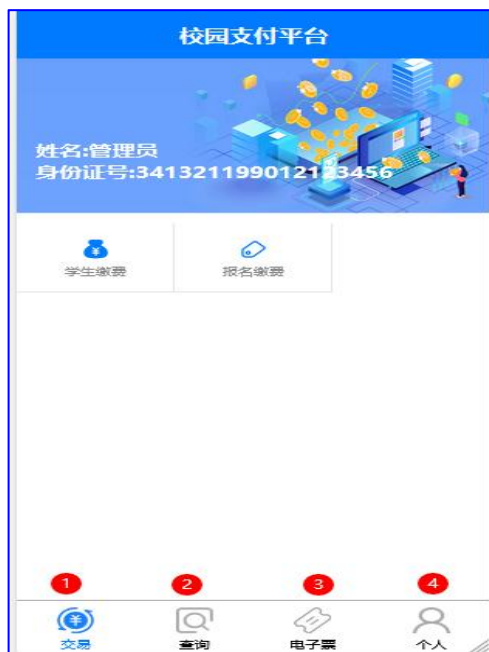 校园支付平台
姓名:管理员
身份证号:341321199012123456
学生缴费 报名缴费
1 2 3 4
交易 查询 电子票 个人